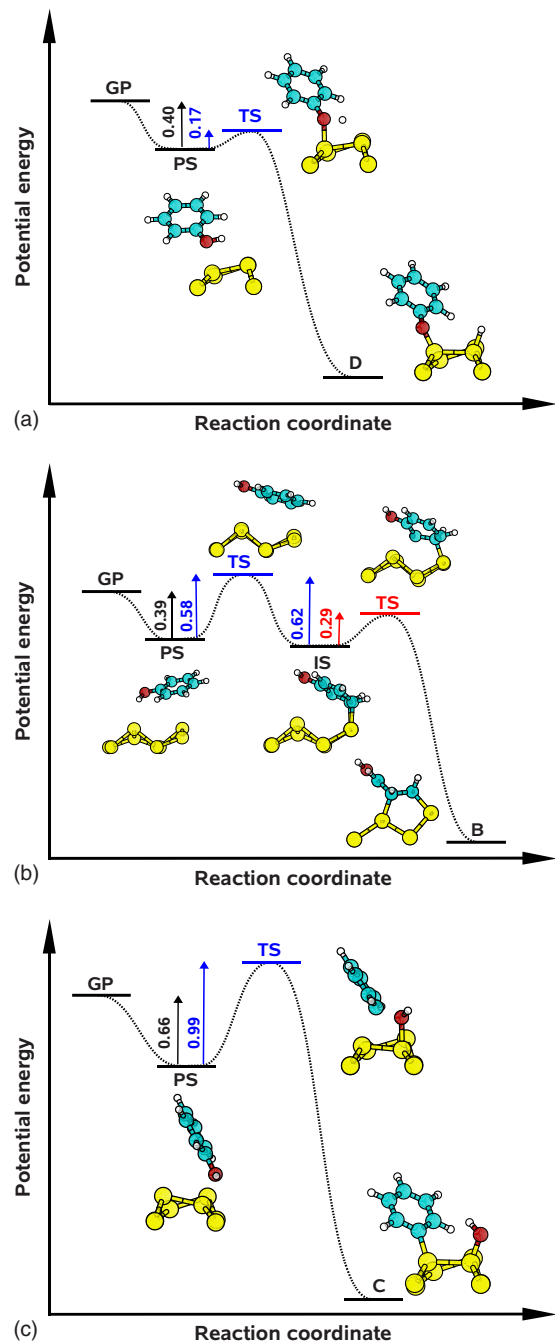 Potential energy
GP
0.40
0.17
TS
PS
D
Reaction coordinate
(a)
Potential energy
GP
0.39
0.58
TS
PS
0.62
0.29
TS
IS
B
Reaction coordinate
(b)
Potential energy
GP
0.66
0.99
TS
PS
C
Reaction coordinate
(c)